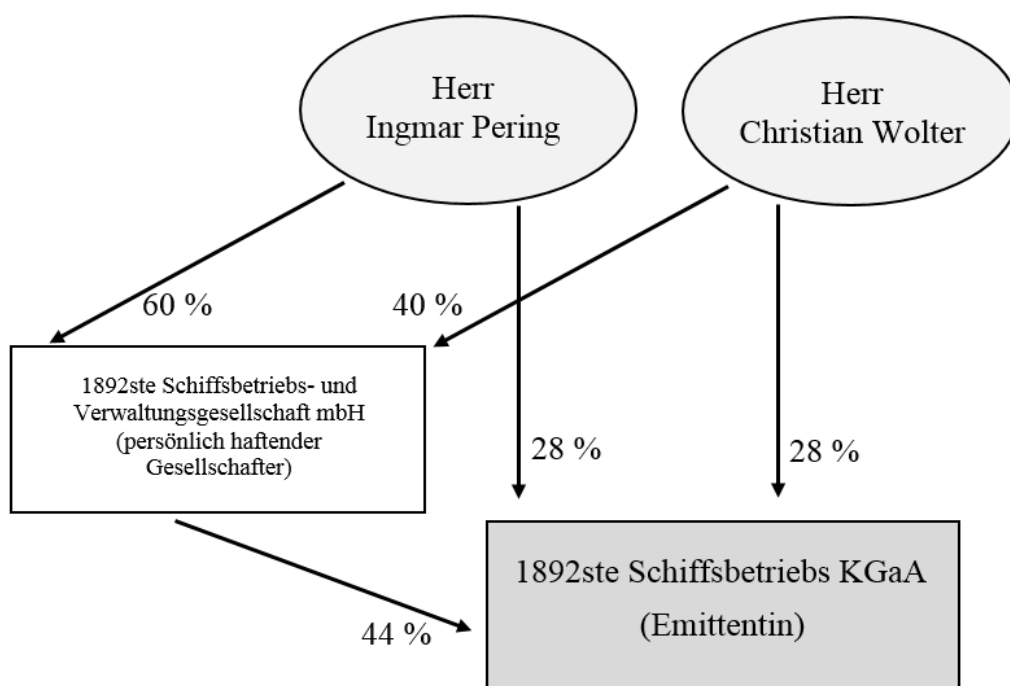 Herr
Ingmar Pering
Herr
Christian Wolter
60 %
40 %
1892ste Schiffsbetriebs- und
Verwaltungsgesellschaft mbH
(persönlich haftender
Gesellschafter)
28 %
28 %
1892ste Schiffsbetriebs KGaA
(Emittentin)
44 %